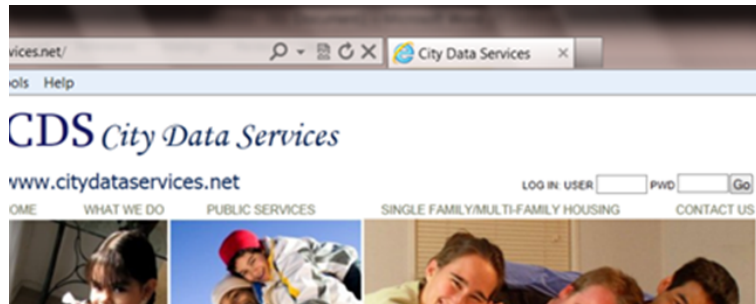 vices.net/ City Data Services
ols Help
CDS City Data Services
www.citydataservices.net
LOG IN: USER PWD Go
OME WHAT WE DO PUBLIC SERVICES SINGLE FAMILY/MULTI-FAMILY HOUSING CONTACT US